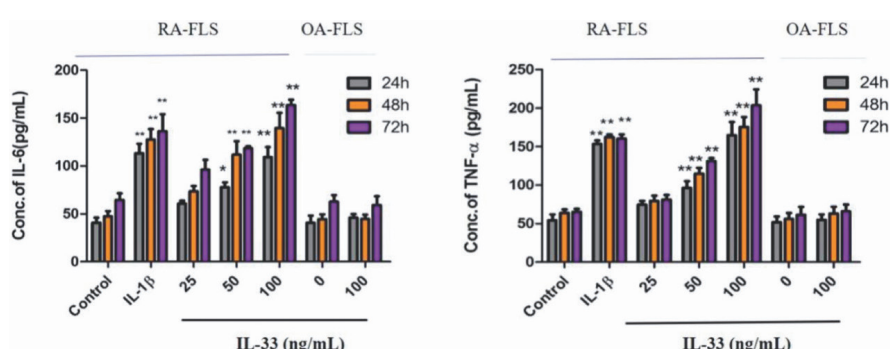 RA-FLS OA-FLS
200
150
100
50
0
Conc.of IL-6(pg/mL)
24h
48h
72h
** ** **
* ** **
** ** **
Control IL-1β 25 50 100 0 100
IL-33 (ng/mL)
RA-FLS OA-FLS
250
200
150
100
50
0
Conc.of TNF-α (pg/mL)
24h
48h
72h
** ** **
** ** **
** ** **
Control IL-1β 25 50 100 0 100
IL-33 (ng/mL)